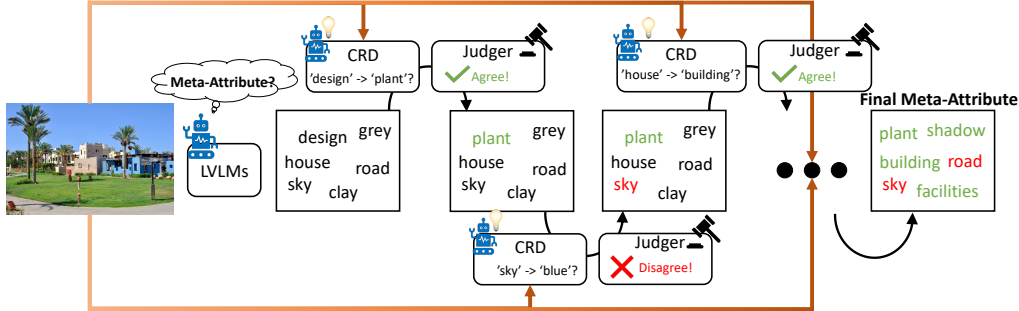 Meta-Attribute?
LVLMs
CRD
'design' -> 'plant'?
Judger
Agree!
design
grey
house
road
sky
clay
plant
grey
house
road
sky
clay
CRD
'sky' -> 'blue'?
Judger
Disagree!
plant
grey
house
road
sky
clay
CRD
'house' -> 'building'?
Judger
Agree!
Final Meta-Attribute
plant shadow
building road
sky
facilities